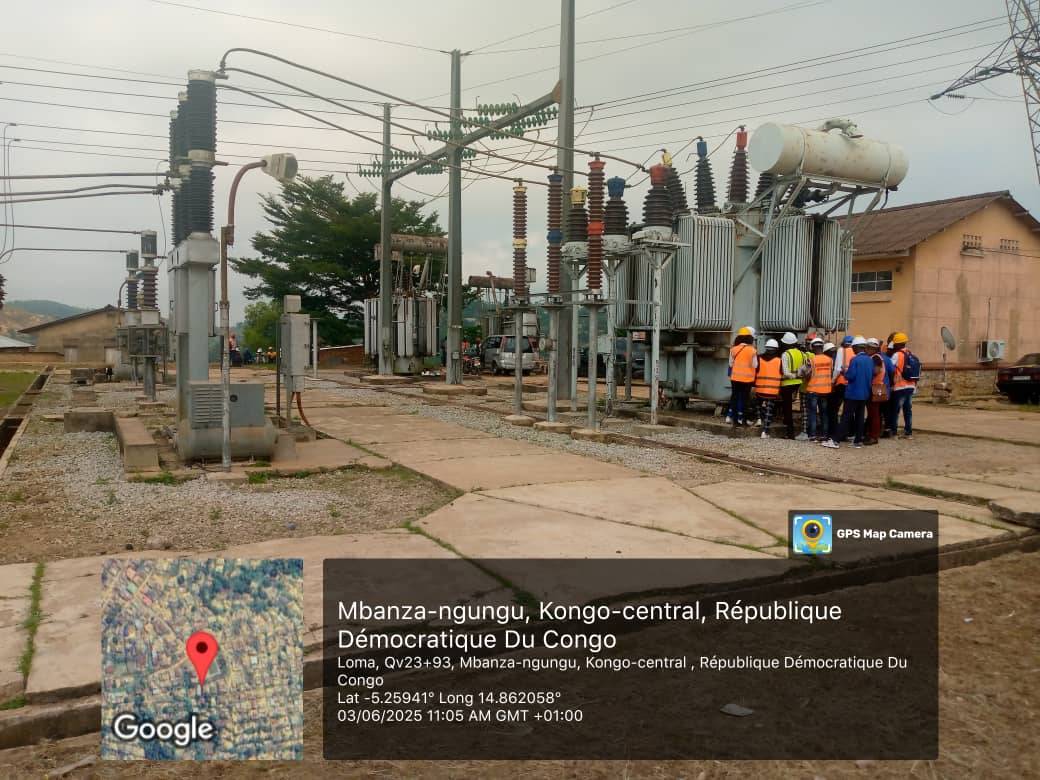 GPS Map Camera
Mbanza-ngungu, Kongo-central, République
Démocratique Du Congo
Loma, Qv23+93, Mbanza-ngungu, Kongo-central , République Démocratique Du
Congo
Lat -5.25941° Long 14.862058°
03/06/2025 11:05 AM GMT +01:00
Google